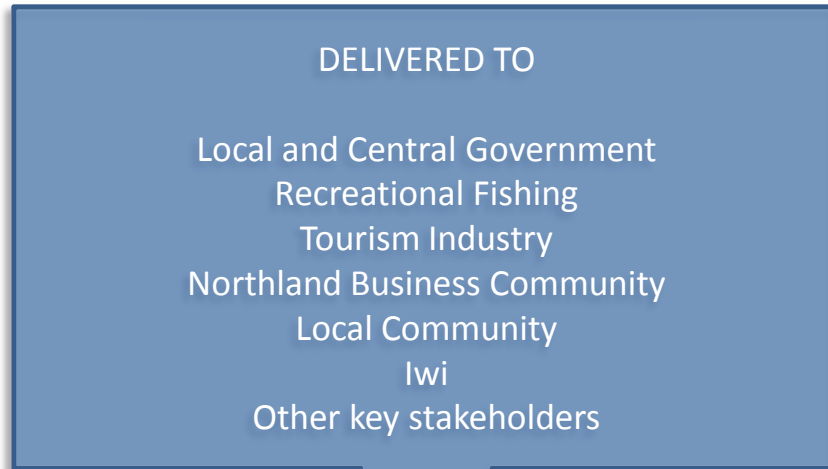 DELIVERED TO
Local and Central Government
Recreational Fishing
Tourism Industry
Northland Business Community
Local Community
Iwi
Other key stakeholders